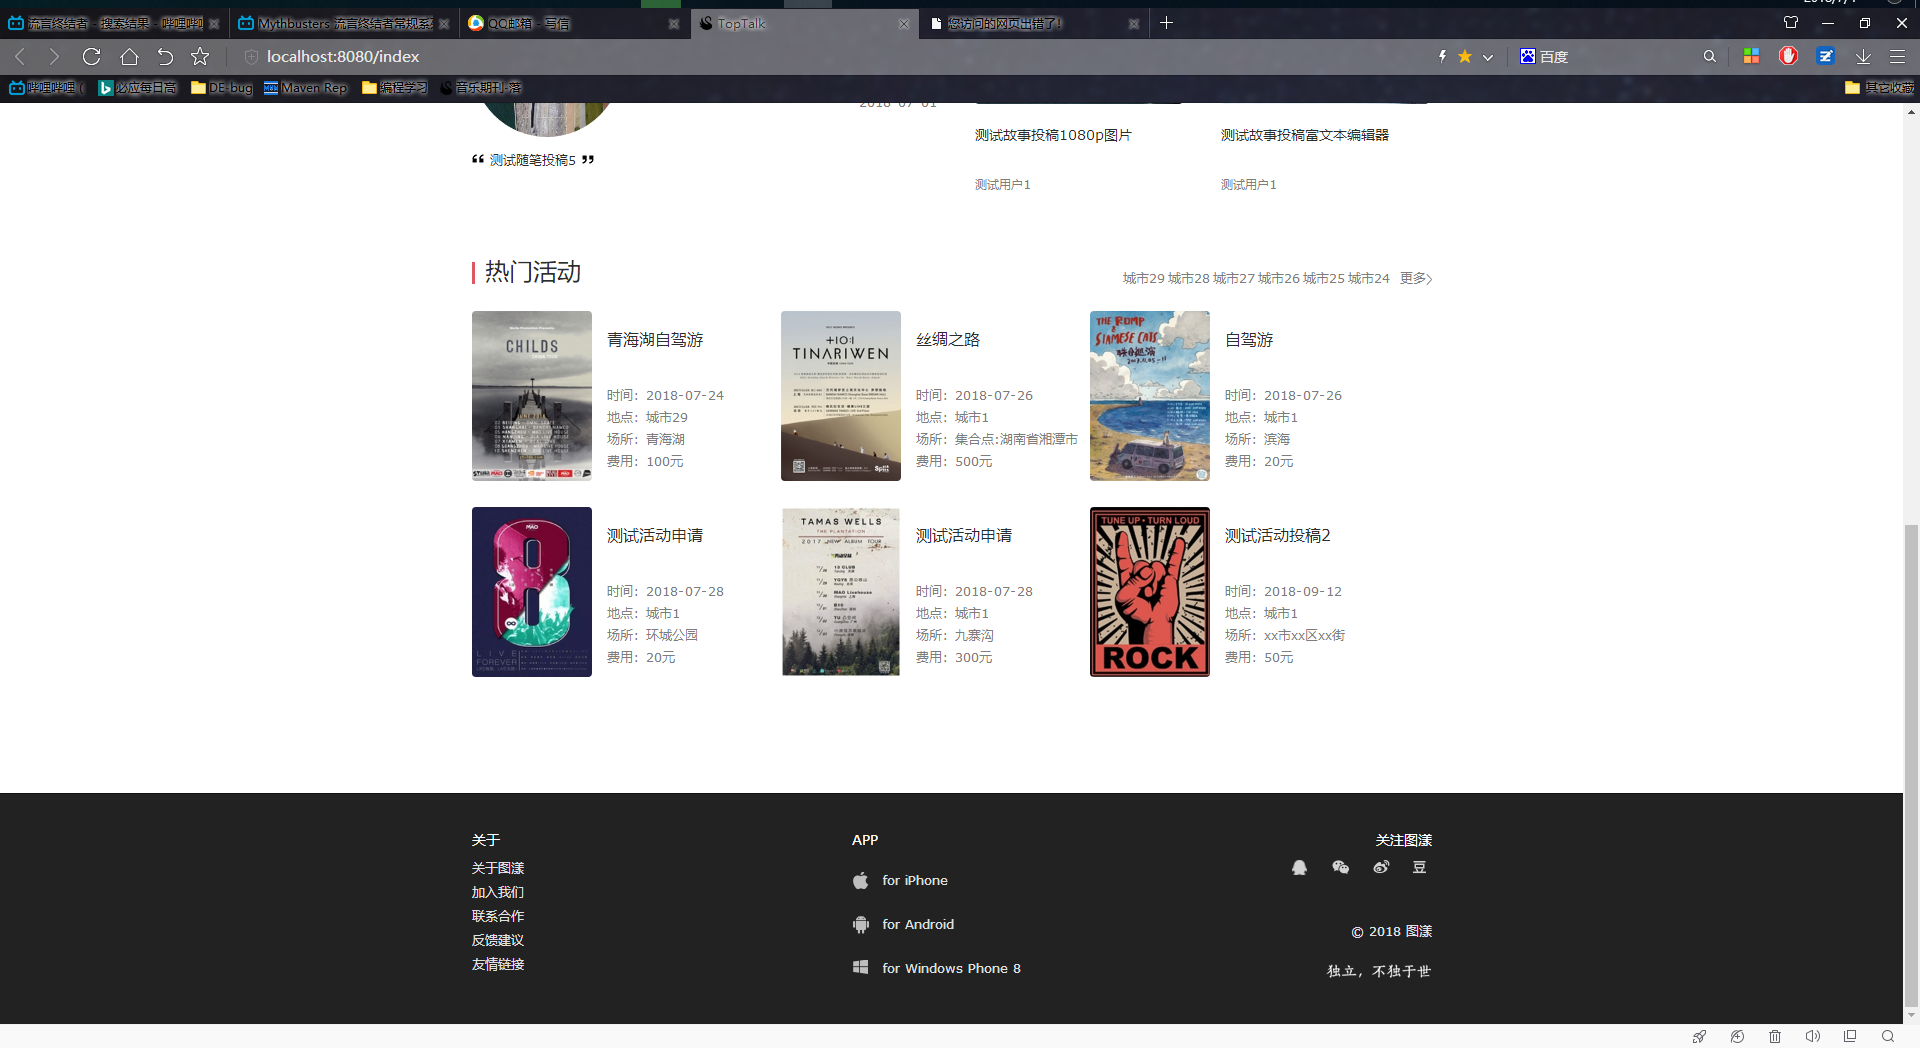 流言终结者 - 搜索结果 - 哔哩哔哩
Mythbusters 流言终结者常规系列
QQ邮箱 - 写信
TopTalk
您访问的网页出错了!
localhost:8080/index
百度
哔哩哔哩 (
必应每日高
DE-bug
Maven Rep
编程学习
音乐期刊-落
其它收藏
2018-07-01
测试故事投稿1080p图片
测试故事投稿富文本编辑器
“ 测试随笔投稿5 ”
测试用户1
测试用户1
热门活动
城市29 城市28 城市27 城市26 城市25 城市24 更多>
CHILDS
青海湖自驾游
时间：2018-07-24
地点：城市29
场所：青海湖
费用：100元
TINARIWEN
丝绸之路
时间：2018-07-26
地点：城市1
场所：集合点:湖南省湘潭市
费用：500元
THE ROMP
&
SIAMESE CATS
自驾游
时间：2018-07-26
地点：城市1
场所：滨海
费用：20元
MAO
LIVE
FOREVER
测试活动申请
时间：2018-07-28
地点：城市1
场所：环城公园
费用：20元
TAMAS WELLS
THE PLANTATION
2017 NEW ALBUM TOUR
测试活动申请
时间：2018-07-28
地点：城市1
场所：九寨沟
费用：300元
TUNE UP · TURN LOUD
ROCK
测试活动投稿2
时间：2018-09-12
地点：城市1
场所：xx市xx区xx街
费用：50元
关于
关于图漾
加入我们
联系合作
反馈建议
友情链接
APP
for iPhone
for Android
for Windows Phone 8
关注图漾
豆
© 2018 图漾
独立，不独于世